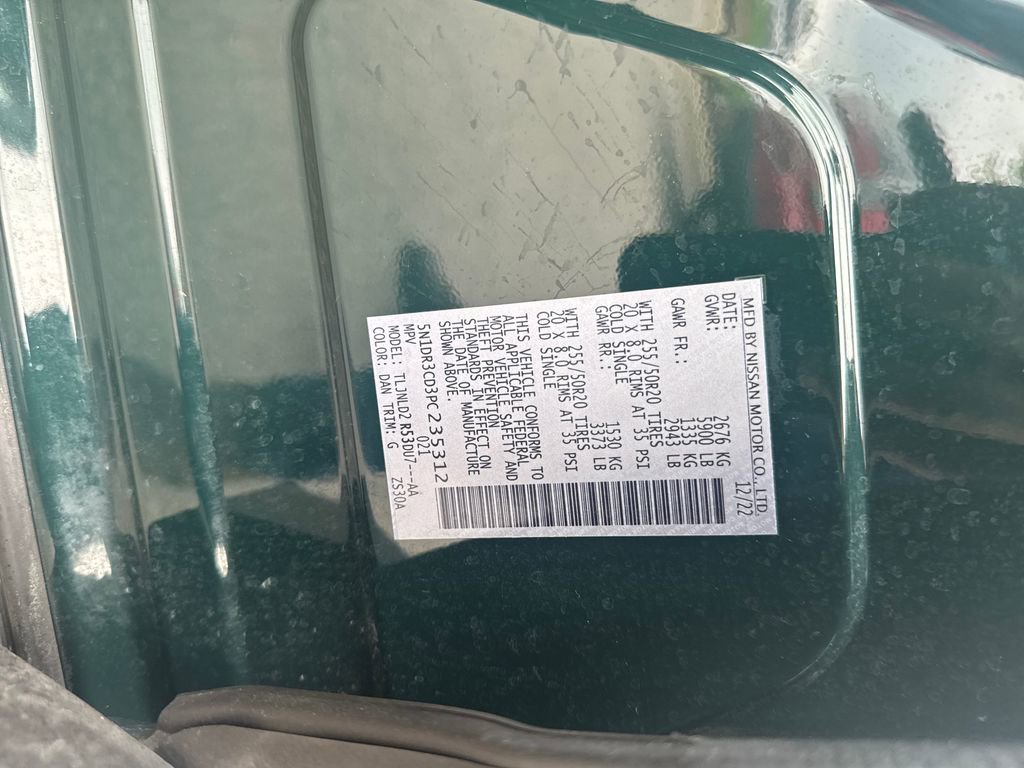 MFD BY NISSAN MOTOR CO., LTD.
DATE: 12/22
GVWR: 2676 KG
5900 LB
GAWR FR.: 1335 KG
2943 LB
WITH 255/50R20 TIRES
20 X 8.0 RIMS AT 35 PSI
COLD SINGLE
GAWR RR.: 1530 KG
3373 LB
WITH 255/50R20 TIRES
20 X 8.0 RIMS AT 35 PSI
COLD SINGLE
THIS VEHICLE CONFORMS TO
ALL APPLICABLE FEDERAL
MOTOR VEHICLE SAFETY AND
THEFT PREVENTION
STANDARDS IN EFFECT ON
THE DATE OF MANUFACTURE
SHOWN ABOVE.
5N1DR3CD3PC235312
MPV 021
MODEL: TLJNLD2 R53DU7--AA
COLOR: DAN TRIM: G ZS30A